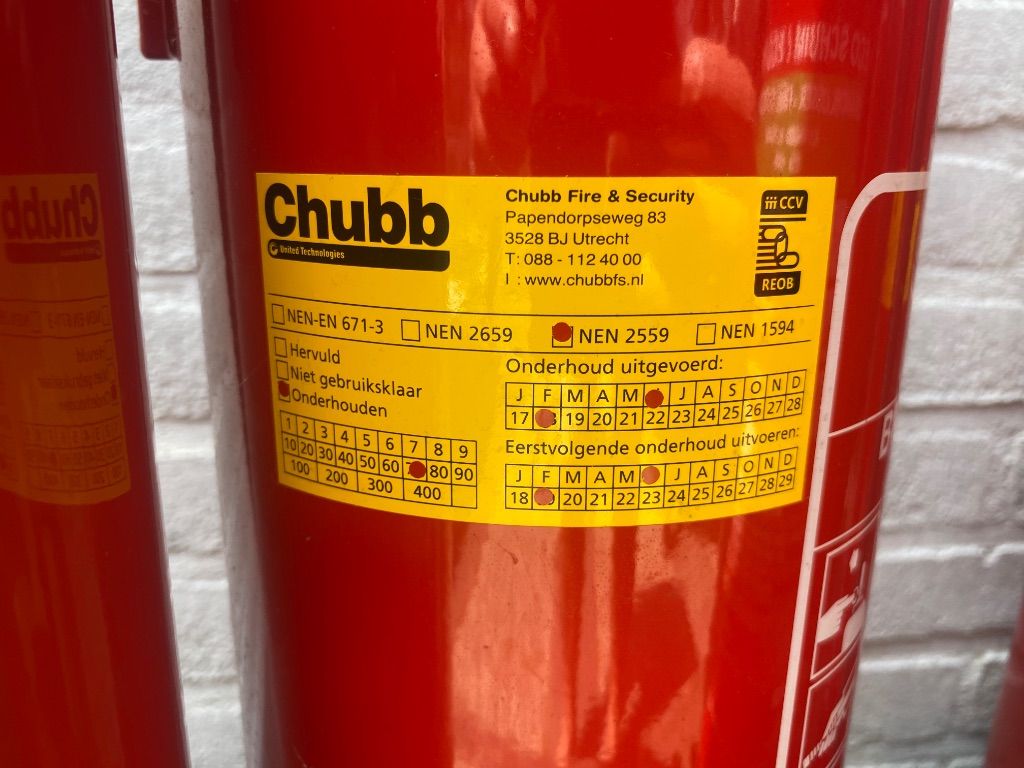 Chubb
United Technologies
Chubb Fire & Security
Papendorpseweg 83
3528 BJ Utrecht
T: 088 - 112 40 00
I : www.chubbfs.nl
CCV
REOB
NEN-EN 671-3 NEN 2659 NEN 2559 NEN 1594
Hervuld
Niet gebruiksklaar
Onderhouden
1 2 3 4 5 6 7 8 9
10 20 30 40 50 60 80 90
100 200 300 400
Onderhoud uitgevoerd:
J F M A M J A S O N D
17 19 20 21 22 23 24 25 26 27 28
Eerstvolgende onderhoud uitvoeren:
J F M A M J A S O N D
18 20 21 22 23 24 25 26 27 28 29